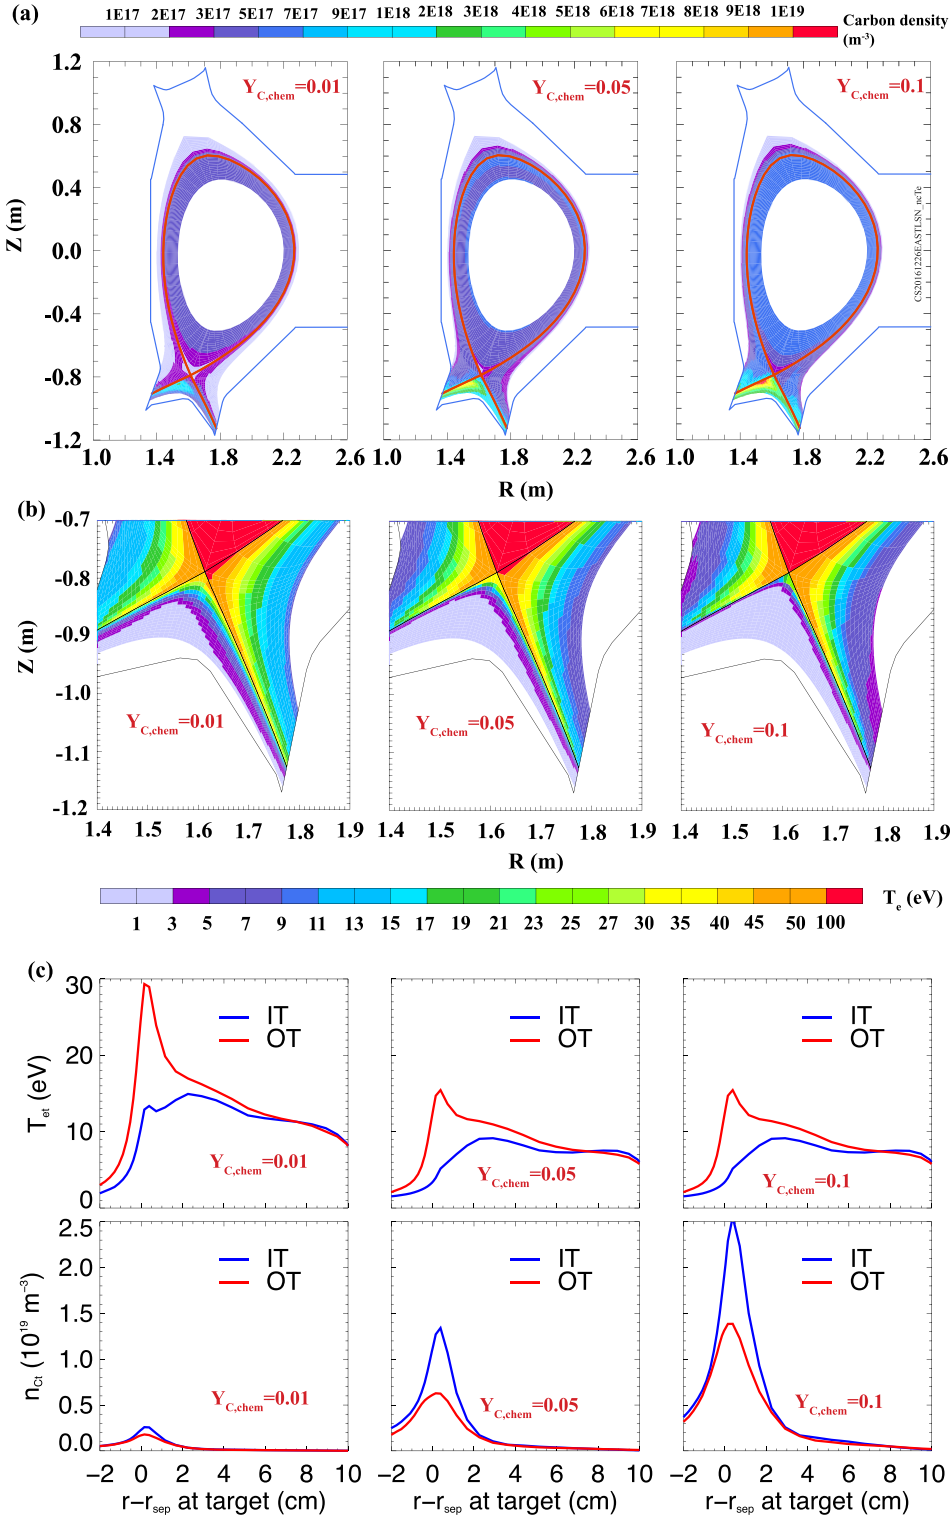 (a)
1E17 2E17 3E17 5E17 7E17 9E17 1E18 2E18 3E18 4E18 5E18 6E18 7E18 8E18 9E18 1E19
Carbon density
(m⁻³)
Y_C,chem=0.01
Y_C,chem=0.05
Y_C,chem=0.1
1.2
0.8
0.4
0.0
-0.4
-0.8
-1.2
Z (m)
CS20161226EASTLSN_ncTe
1.0 1.4 1.8 2.2 2.6 1.0 1.4 1.8 2.2 2.6 1.0 1.4 1.8 2.2 2.6
R (m)
(b)
-0.7
-0.8
-0.9
-1.0
-1.1
-1.2
Z (m)
Y_C,chem=0.01
Y_C,chem=0.05
Y_C,chem=0.1
1.4 1.5 1.6 1.7 1.8 1.9 1.4 1.5 1.6 1.7 1.8 1.9 1.4 1.5 1.6 1.7 1.8 1.9
R (m)
T_e (eV)
1 3 5 7 9 11 13 15 17 19 21 23 25 27 30 35 40 45 50 100
(c)
30
20
10
0
T_et (eV)
IT
OT
Y_C,chem=0.01
IT
OT
Y_C,chem=0.05
IT
OT
Y_C,chem=0.1
2.5
2.0
1.5
1.0
0.5
0.0
n_Ct (10¹⁹ m⁻³)
IT
OT
Y_C,chem=0.01
IT
OT
Y_C,chem=0.05
IT
OT
Y_C,chem=0.1
−2 0 2 4 6 8 10 −2 0 2 4 6 8 10 −2 0 2 4 6 8 10
r−r_sep at target (cm) r−r_sep at target (cm) r−r_sep at target (cm)